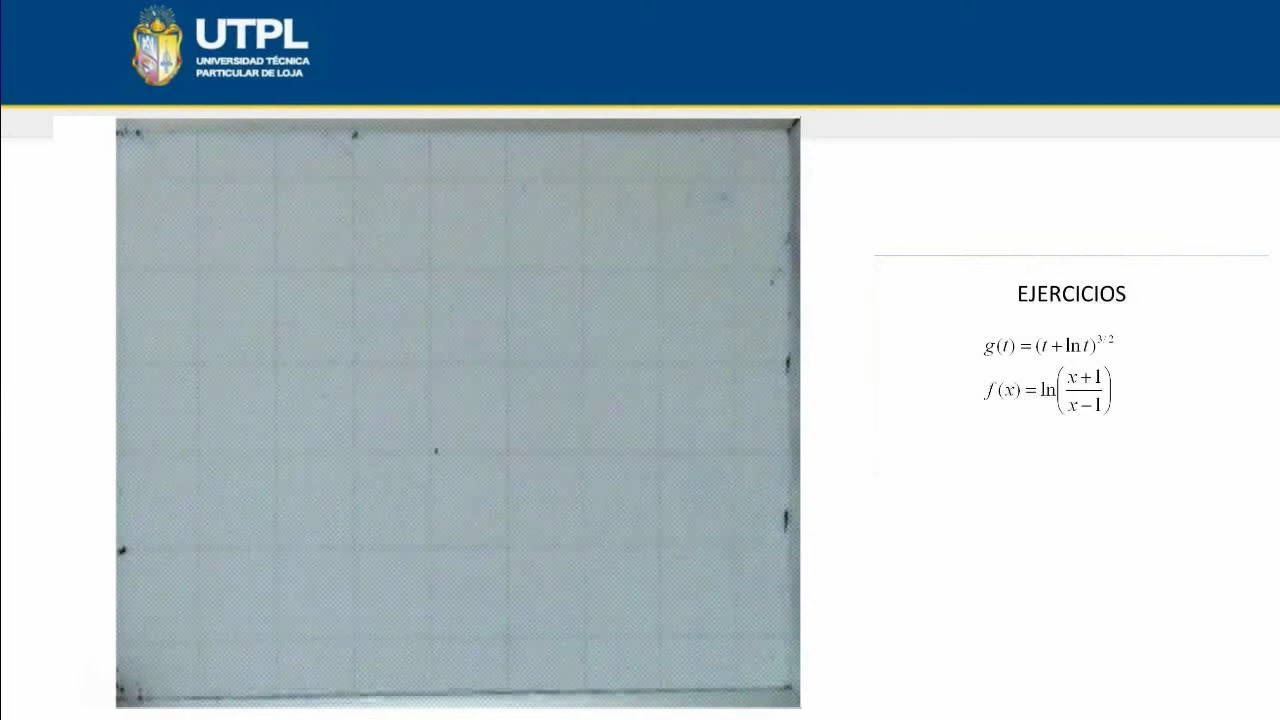 UTPL
UNIVERSIDAD TÉCNICA
PARTICULAR DE LOJA
EJERCICIOS
g(t) = (t + ln t)^{3/2}
f(x) = ln((x+1)/(x−1))